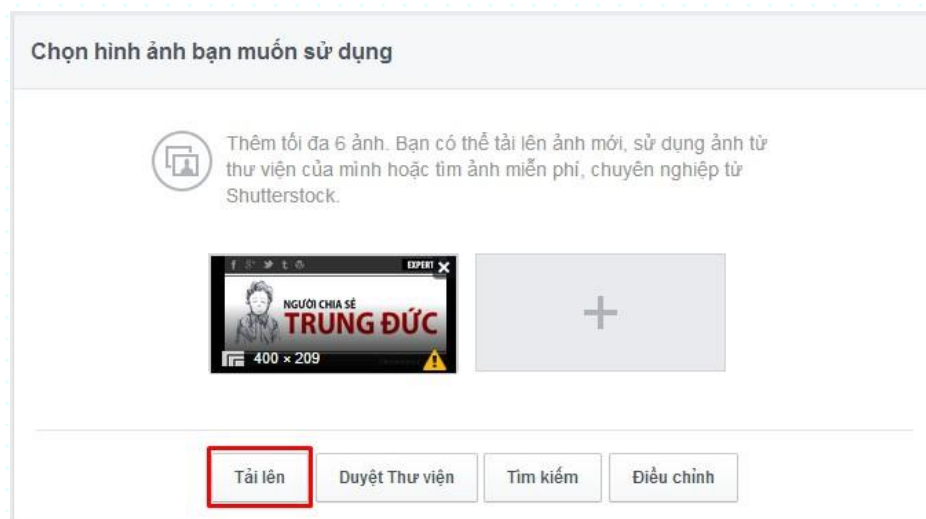 Chọn hình ảnh bạn muốn sử dụng
Thêm tối đa 6 ảnh. Bạn có thể tải lên ảnh mới, sử dụng ảnh từ
thư viện của mình hoặc tìm ảnh miễn phí, chuyên nghiệp từ
Shutterstock.
EXPERT
NGƯỜI CHIA SẺ
TRUNG ĐỨC
400 × 209
Tải lên
Duyệt Thư viện
Tìm kiếm
Điều chỉnh